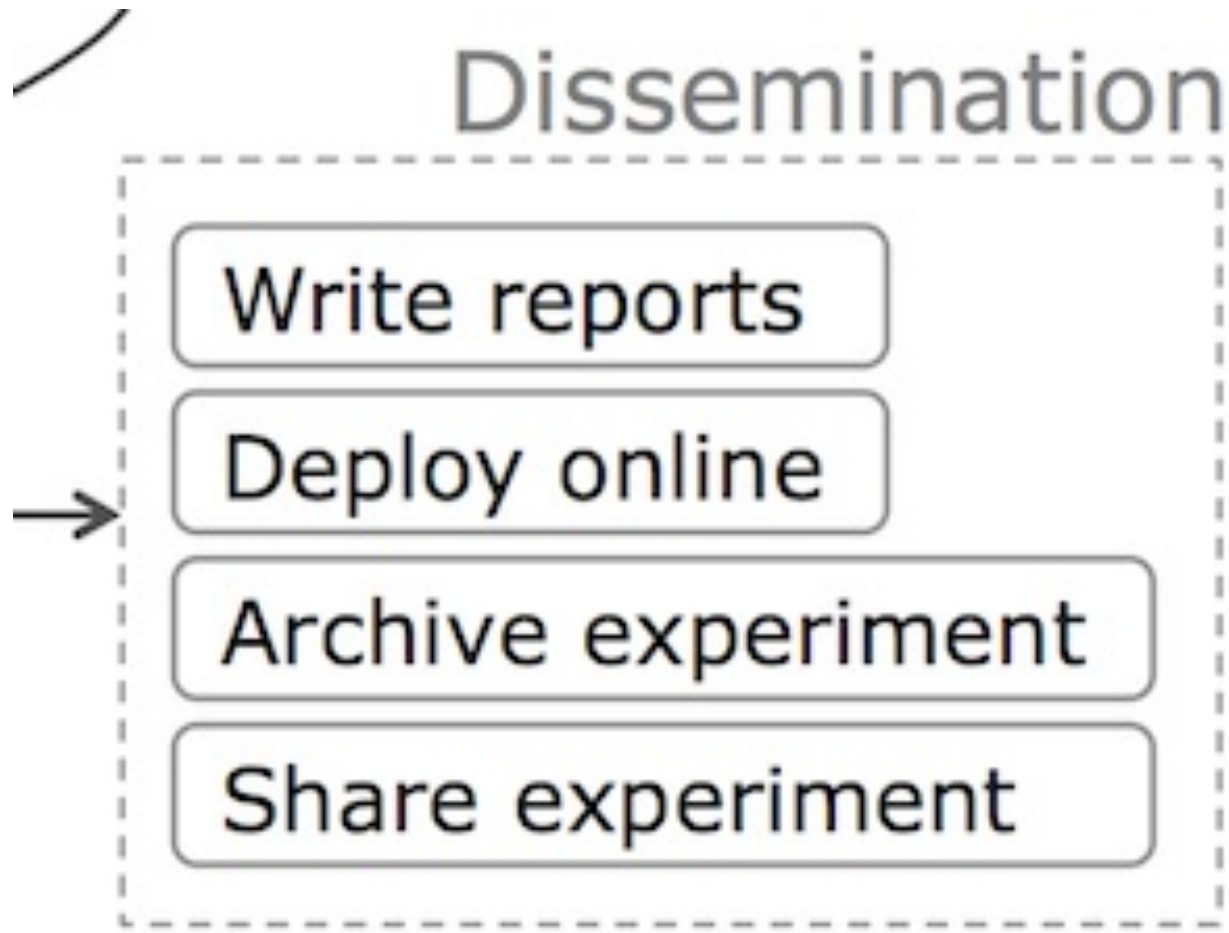 Dissemination
Write reports
Deploy online
Archive experiment
Share experiment